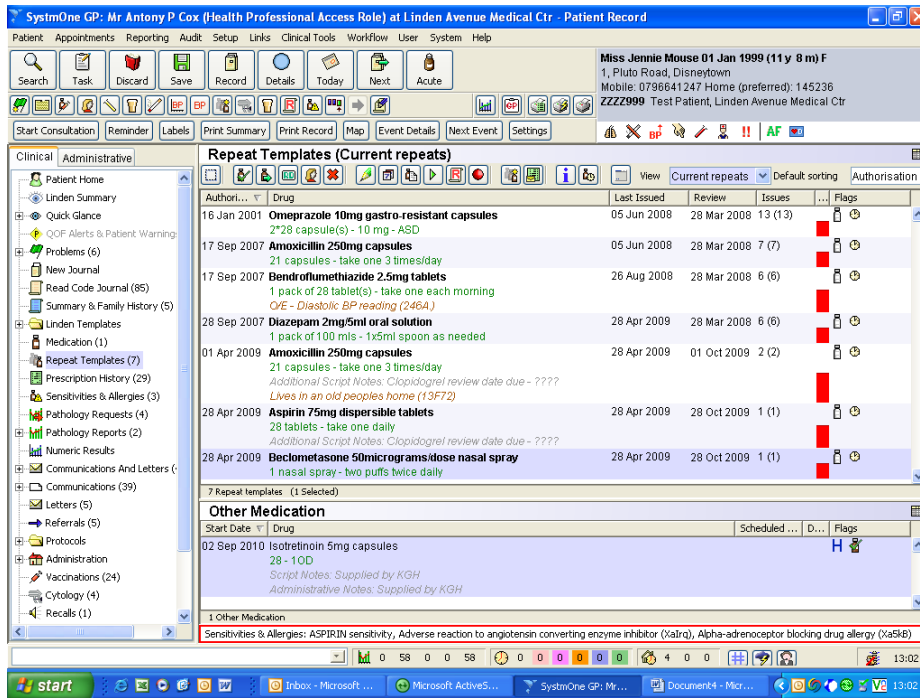 SystmOne GP: Mr Antony P Cox (Health Professional Access Role) at Linden Avenue Medical Ctr - Patient Record
Patient Appointments Reporting Audit Setup Links Clinical Tools Workflow User System Help
Search Task Discard Save Record Details Today Next Acute
Miss Jennie Mouse 01 Jan 1999 (11 y 8 m) F
1, Pluto Road, Disneytown
Mobile: 0796641247 Home (preferred): 145236
ZZZZ999 Test Patient, Linden Avenue Medical Ctr
Start Consultation Reminder Labels Print Summary Print Record Map Event Details Next Event Settings
BP !! AF
Clinical Administrative
Patient Home
Linden Summary
Quick Glance
QOF Alerts & Patient Warning
Problems (6)
New Journal
Read Code Journal (85)
Summary & Family History (5)
Linden Templates
Medication (1)
Repeat Templates (7)
Prescription History (29)
Sensitivities & Allergies (3)
Pathology Requests (4)
Pathology Reports (2)
Numeric Results
Communications And Letters (
Communications (39)
Letters (5)
Referrals (5)
Protocols
Administration
Vaccinations (24)
Cytology (4)
Recalls (1)
Repeat Templates (Current repeats)
View Current repeats Default sorting Authorisation
Authori... Drug Last Issued Review Issues ... Flags
16 Jan 2001 Omeprazole 10mg gastro-resistant capsules 05 Jun 2008 28 Mar 2008 13 (13)
2*28 capsule(s) - 10 mg - ASD
17 Sep 2007 Amoxicillin 250mg capsules 05 Jun 2008 28 Mar 2008 7 (7)
21 capsules - take one 3 times/day
17 Sep 2007 Bendroflumethiazide 2.5mg tablets 26 Aug 2008 28 Mar 2008 6 (6)
1 pack of 28 tablet(s) - take one each morning
O/E - Diastolic BP reading (246A.)
28 Sep 2007 Diazepam 2mg/5ml oral solution 28 Apr 2009 28 Mar 2008 6 (6)
1 pack of 100 mls - 1x5ml spoon as needed
01 Apr 2009 Amoxicillin 250mg capsules 28 Apr 2009 01 Oct 2009 2 (2)
21 capsules - take one 3 times/day
Additional Script Notes: Clopidogrel review date due - ????
Lives in an old peoples home (13F72)
28 Apr 2009 Aspirin 75mg dispersible tablets 28 Apr 2009 28 Oct 2009 1 (1)
28 tablets - take one daily
Additional Script Notes: Clopidogrel review date due - ????
28 Apr 2009 Beclometasone 50micrograms/dose nasal spray 28 Apr 2009 28 Oct 2009 1 (1)
1 nasal spray - two puffs twice daily
7 Repeat templates (1 Selected)
Other Medication
Start Date Drug Scheduled ... D... Flags
02 Sep 2010 Isotretinoin 5mg capsules H
28 - 1OD
Script Notes: Supplied by KGH
Administrative Notes: Supplied by KGH
1 Other Medication
Sensitivities & Allergies: ASPIRIN sensitivity, Adverse reaction to angiotensin converting enzyme inhibitor (XaIrq), Alpha-adrenoceptor blocking drug allergy (Xa5kB)
0 58 0 0 58 0 0 0 0 0 0 4 0 0 13:02
start Inbox - Microsoft ... Microsoft ActiveS... SystmOne GP: Mr... Document4 - Micr... 13:02